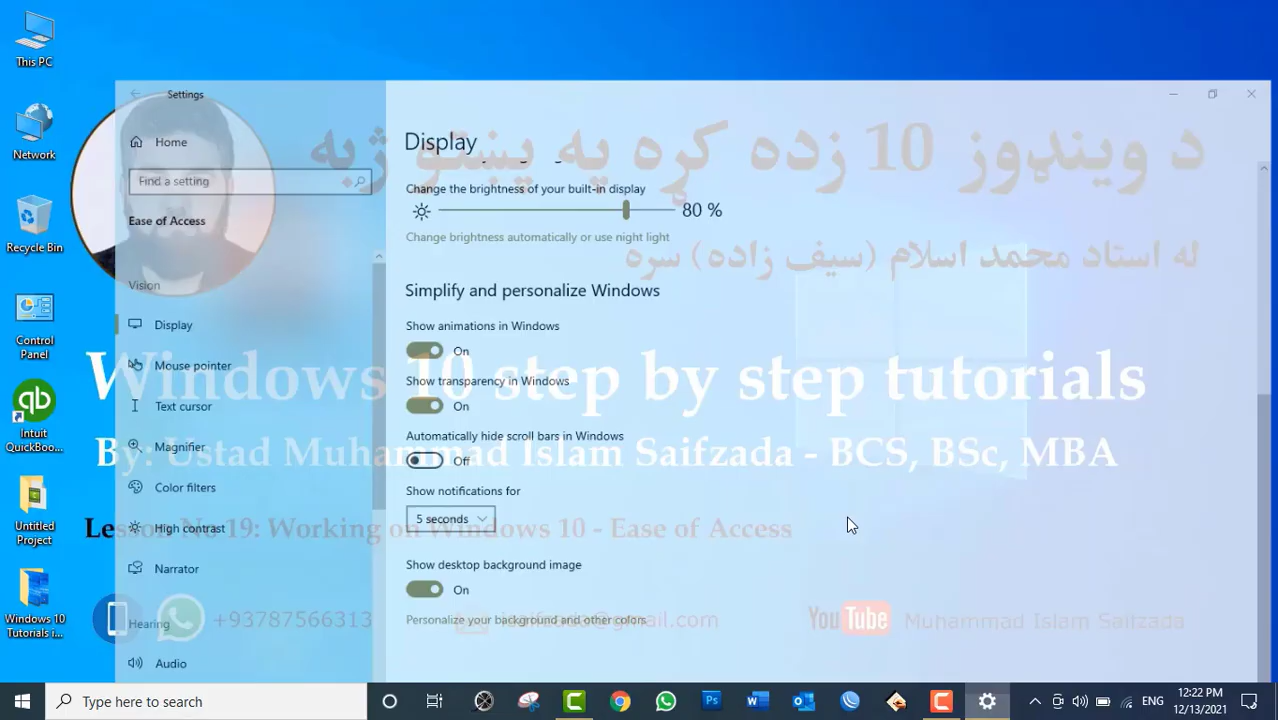 This PC
Network
Recycle Bin
Control
Panel
Intuit
QuickBoo...
Untitled
Project
Windows 10
Tutorials i...
Settings
Home
Find a setting
Ease of Access
Vision
Display
Mouse pointer
Text cursor
Magnifier
Color filters
High contrast
Narrator
Hearing
Audio
Display
Change the brightness of your built-in display
80 %
Change brightness automatically or use night light
Simplify and personalize Windows
Show animations in Windows
On
Show transparency in Windows
On
Automatically hide scroll bars in Windows
Off
Show notifications for
5 seconds
Show desktop background image
On
Personalize your background and other colors
د وینډوز 10 زده کړه په پښتو ژبه
له استاد محمد اسلام (سیف زاده) سره
Windows 10 step by step tutorials
By: Ustad Muhammad Islam Saifzada - BCS, BSc, MBA
Lesson No 19: Working on Windows 10 - Ease of Access
+93787566313
YouTube
Muhammad Islam Saifzada
Type here to search
ENG
12:22 PM
12/13/2021